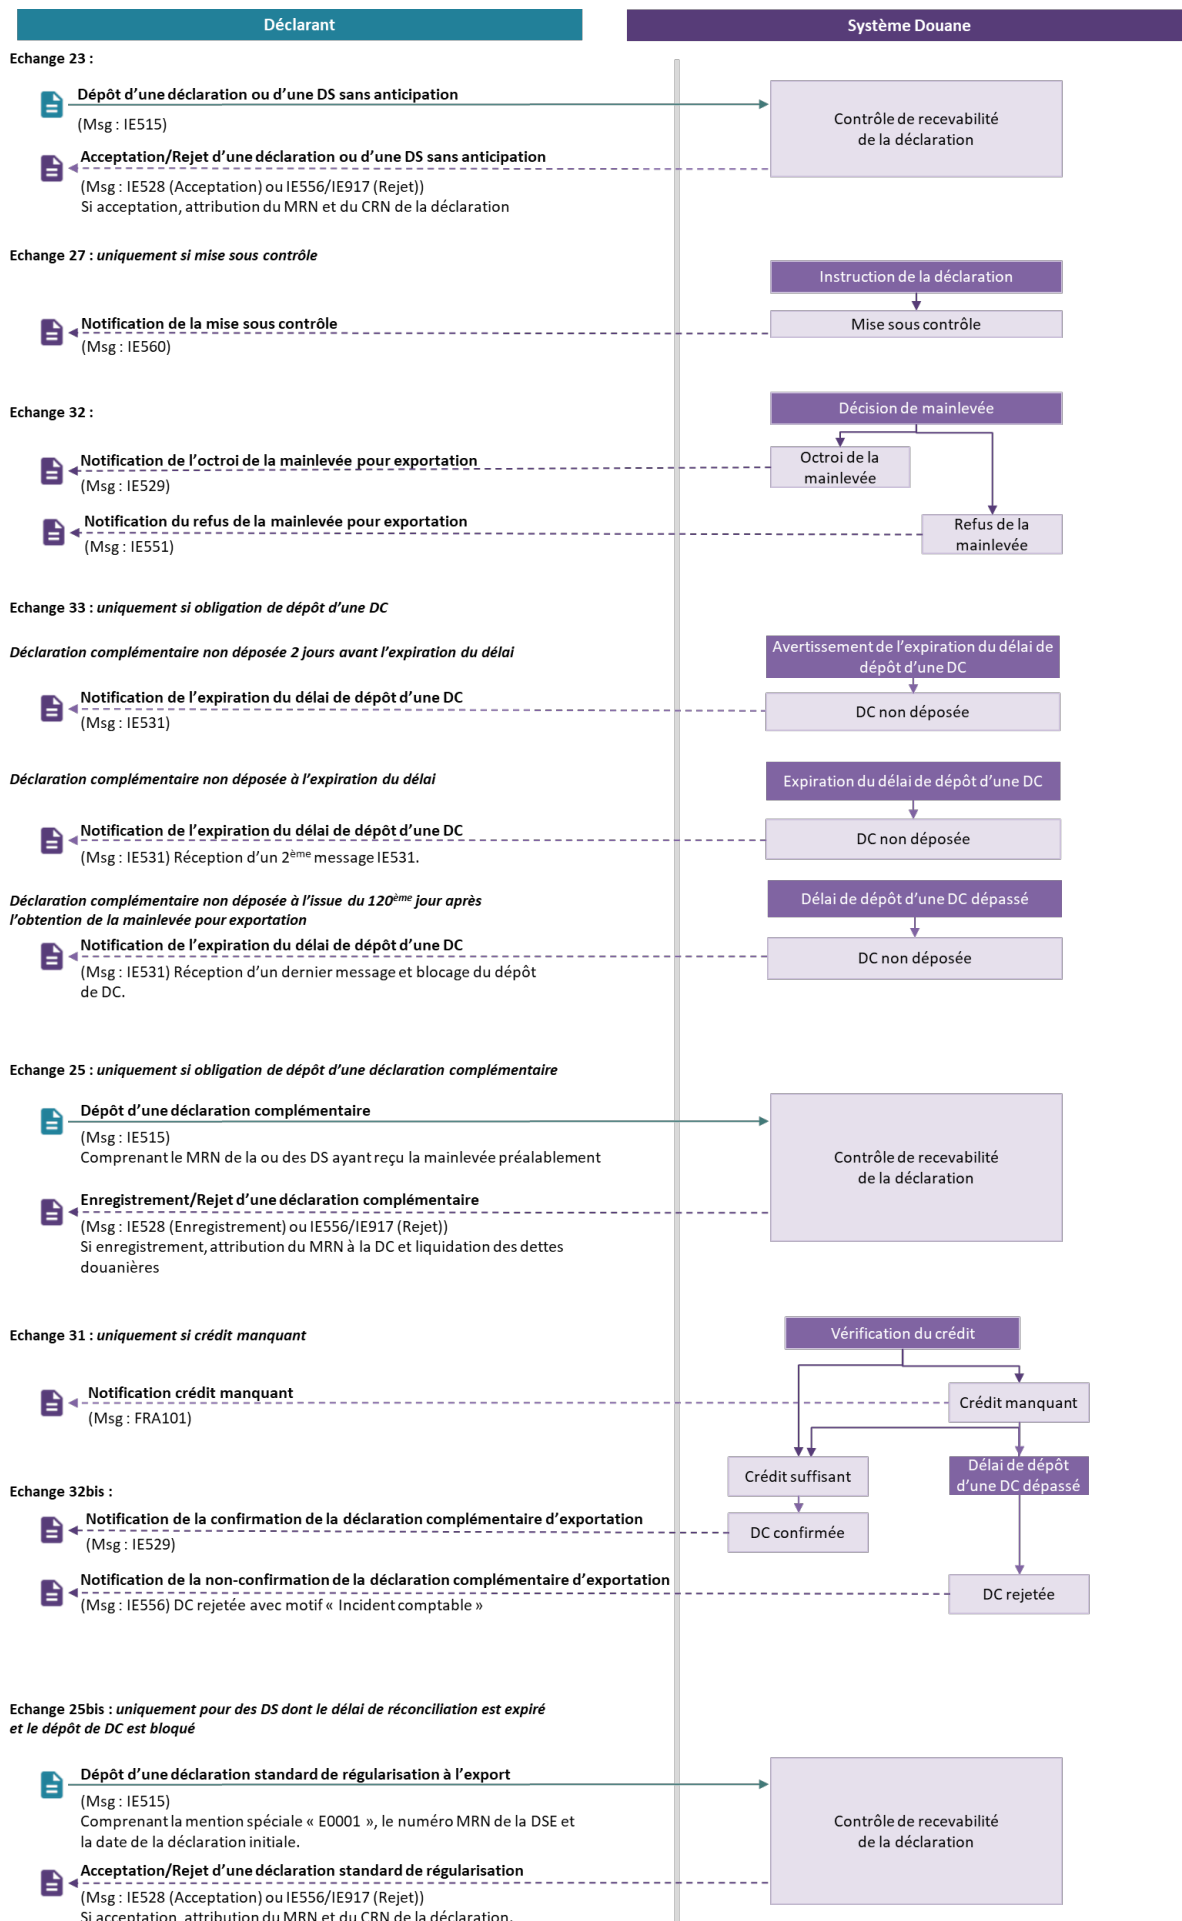 Déclarant
Système Douane
Echange 23 :
Dépôt d'une déclaration ou d'une DS sans anticipation
(Msg : IE515)
Contrôle de recevabilité
de la déclaration
Acceptation/Rejet d'une déclaration ou d'une DS sans anticipation
(Msg : IE528 (Acceptation) ou IE556/IE917 (Rejet))
Si acceptation, attribution du MRN et du CRN de la déclaration
Echange 27 : uniquement si mise sous contrôle
Instruction de la déclaration
Notification de la mise sous contrôle
(Msg : IE560)
Mise sous contrôle
Echange 32 :
Décision de mainlevée
Notification de l'octroi de la mainlevée pour exportation
(Msg : IE529)
Octroi de la
mainlevée
Notification du refus de la mainlevée pour exportation
(Msg : IE551)
Refus de la
mainlevée
Echange 33 : uniquement si obligation de dépôt d'une DC
Déclaration complémentaire non déposée 2 jours avant l'expiration du délai
Avertissement de l'expiration du délai de
dépôt d'une DC
Notification de l'expiration du délai de dépôt d'une DC
(Msg : IE531)
DC non déposée
Déclaration complémentaire non déposée à l'expiration du délai
Expiration du délai de dépôt d'une DC
Notification de l'expiration du délai de dépôt d'une DC
(Msg : IE531) Réception d'un 2ème message IE531.
DC non déposée
Déclaration complémentaire non déposée à l'issue du 120ème jour après
l'obtention de la mainlevée pour exportation
Délai de dépôt d'une DC dépassé
Notification de l'expiration du délai de dépôt d'une DC
(Msg : IE531) Réception d'un dernier message et blocage du dépôt
de DC.
DC non déposée
Echange 25 : uniquement si obligation de dépôt d'une déclaration complémentaire
Dépôt d'une déclaration complémentaire
(Msg : IE515)
Comprenant le MRN de la ou des DS ayant reçu la mainlevée préalablement
Contrôle de recevabilité
de la déclaration
Enregistrement/Rejet d'une déclaration complémentaire
(Msg : IE528 (Enregistrement) ou IE556/IE917 (Rejet))
Si enregistrement, attribution du MRN à la DC et liquidation des dettes
douanières
Echange 31 : uniquement si crédit manquant
Vérification du crédit
Notification crédit manquant
(Msg : FRA101)
Crédit manquant
Crédit suffisant
Délai de dépôt
d'une DC dépassé
Echange 32bis :
Notification de la confirmation de la déclaration complémentaire d'exportation
(Msg : IE529)
DC confirmée
Notification de la non-confirmation de la déclaration complémentaire d'exportation
(Msg : IE556) DC rejetée avec motif « Incident comptable »
DC rejetée
Echange 25bis : uniquement pour des DS dont le délai de réconciliation est expiré
et le dépôt de DC est bloqué
Dépôt d'une déclaration standard de régularisation à l'export
(Msg : IE515)
Comprenant la mention spéciale « E0001 », le numéro MRN de la DSE et
la date de la déclaration initiale.
Contrôle de recevabilité
de la déclaration
Acceptation/Rejet d'une déclaration standard de régularisation
(Msg : IE528 (Acceptation) ou IE556/IE917 (Rejet))
Si acceptation, attribution du MRN et du CRN de la déclaration.